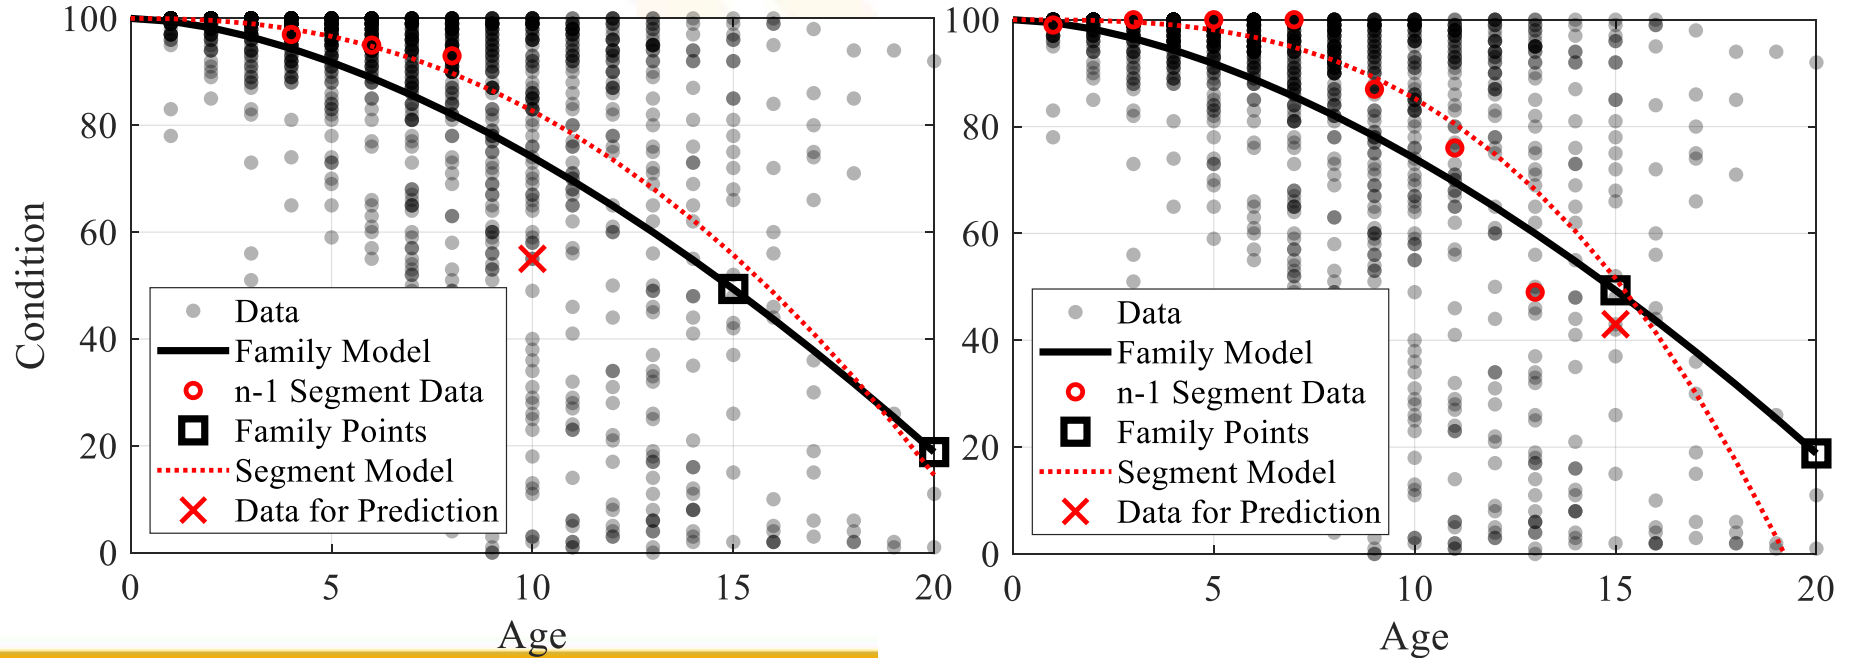 100
80
60
40
20
0
Condition
Data
Family Model
n-1 Segment Data
Family Points
Segment Model
Data for Prediction
0 5 10 15 20
Age
100
80
60
40
20
0
Data
Family Model
n-1 Segment Data
Family Points
Segment Model
Data for Prediction
0 5 10 15 20
Age